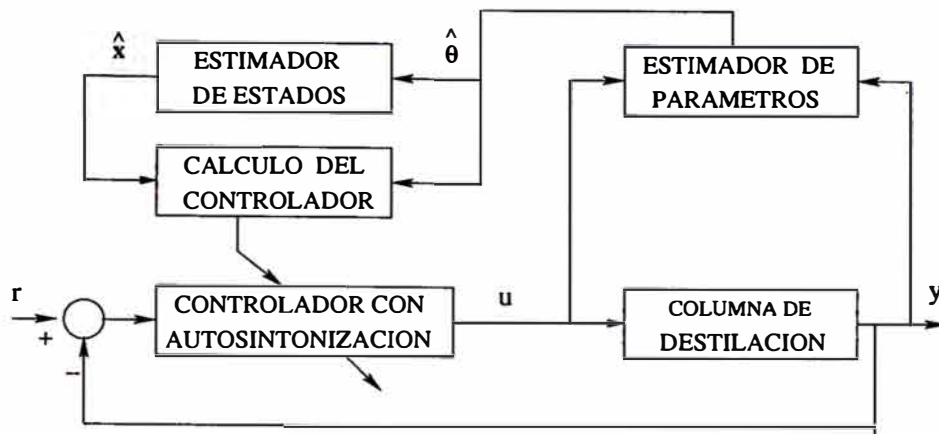 x̂
θ̂
ESTIMADOR
DE ESTADOS
ESTIMADOR DE
PARAMETROS
CALCULO DEL
CONTROLADOR
r
+
−
CONTROLADOR CON
AUTOSINTONIZACION
u
COLUMNA DE
DESTILACION
y